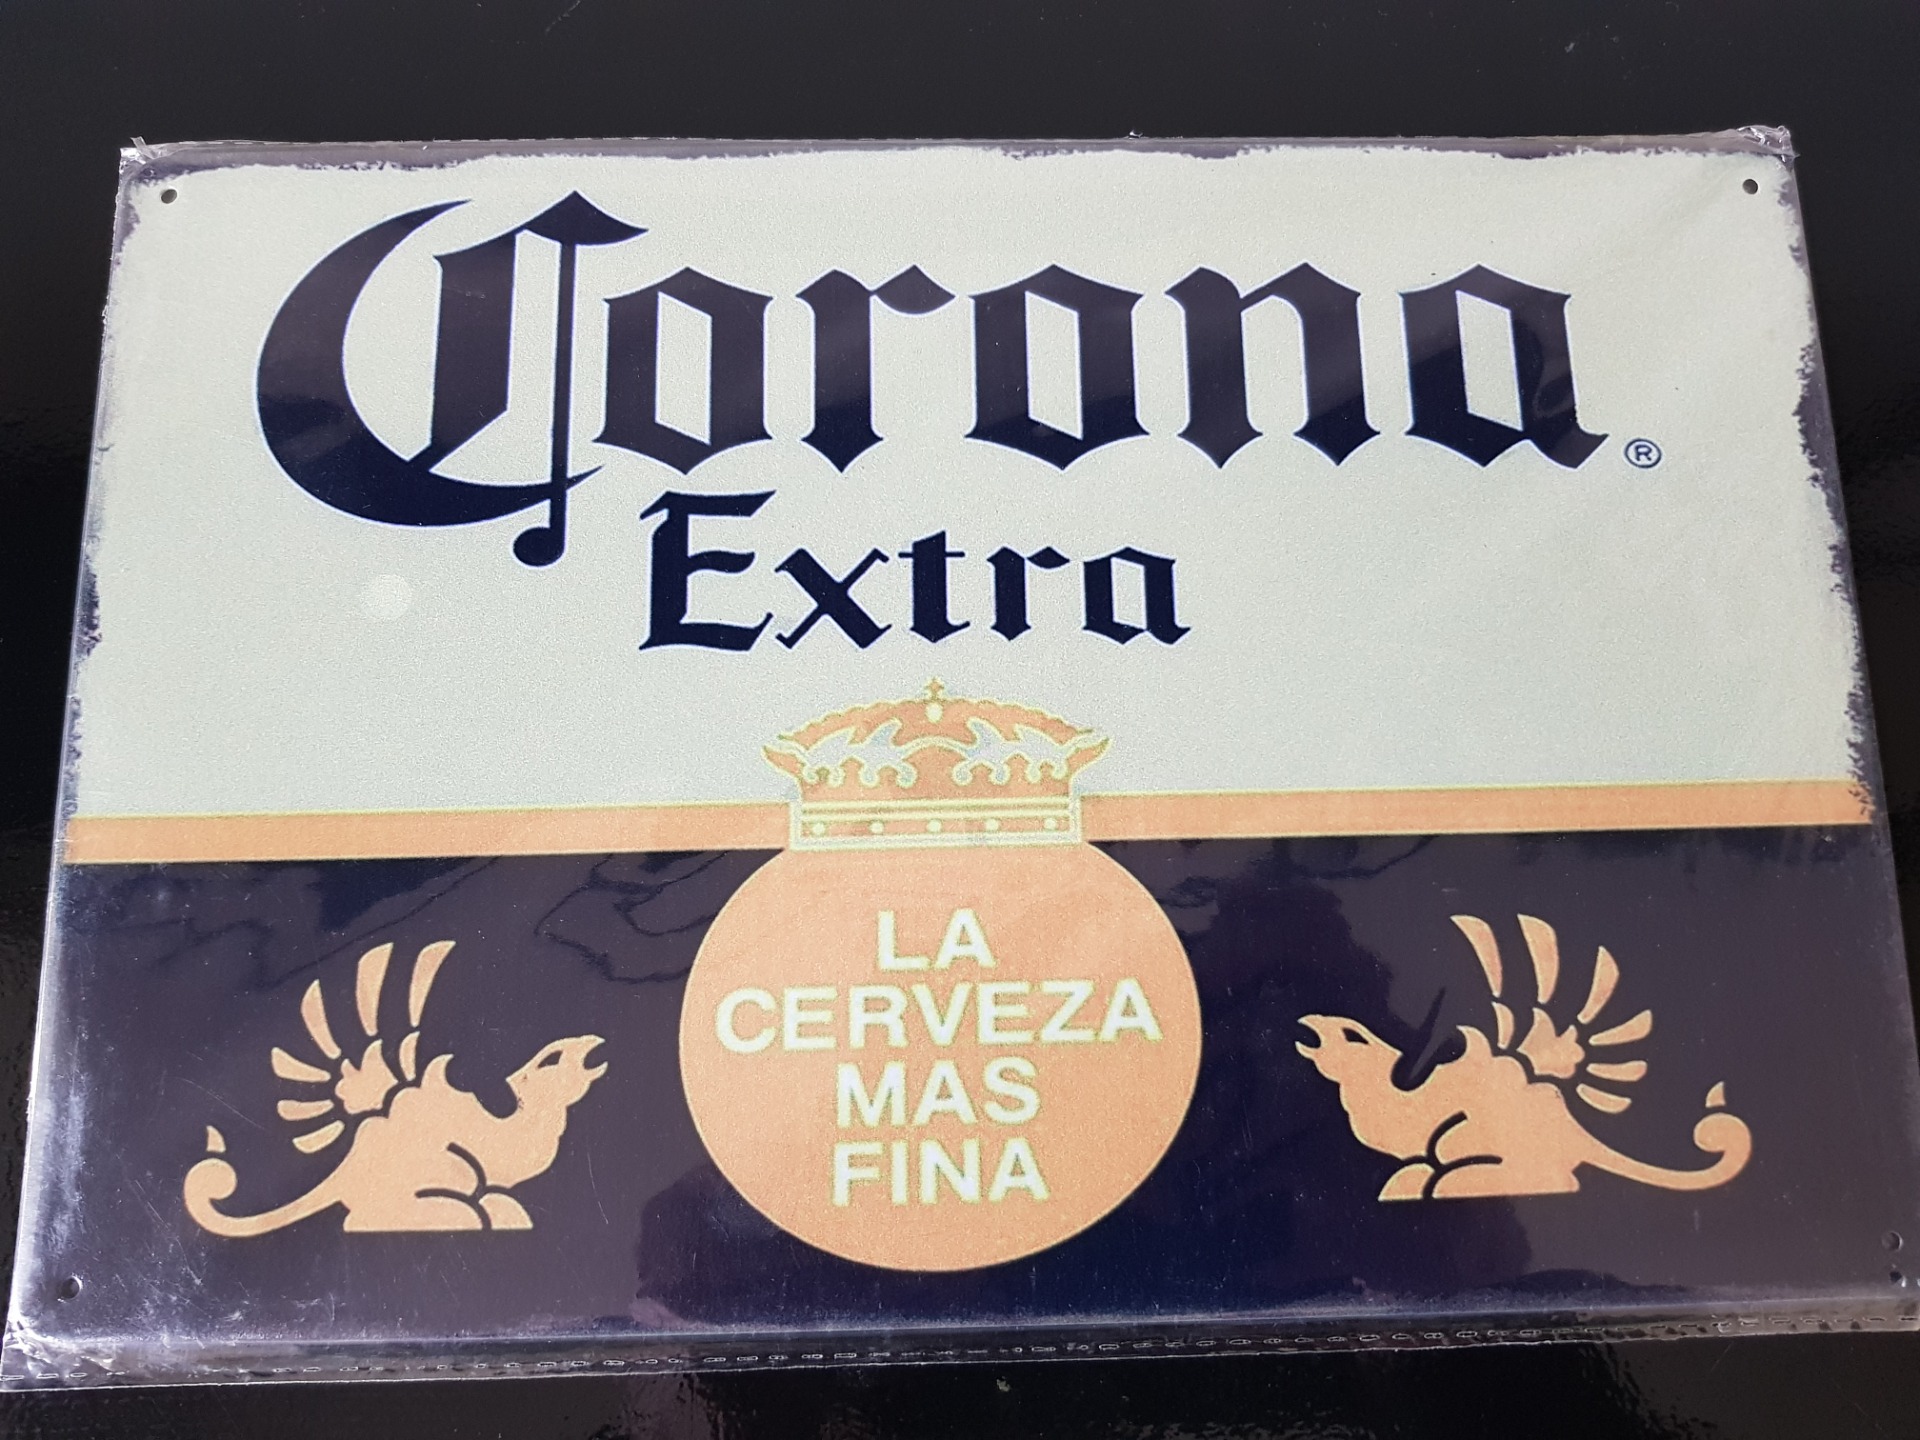 Corona®
Extra
LA
CERVEZA
MAS
FINA